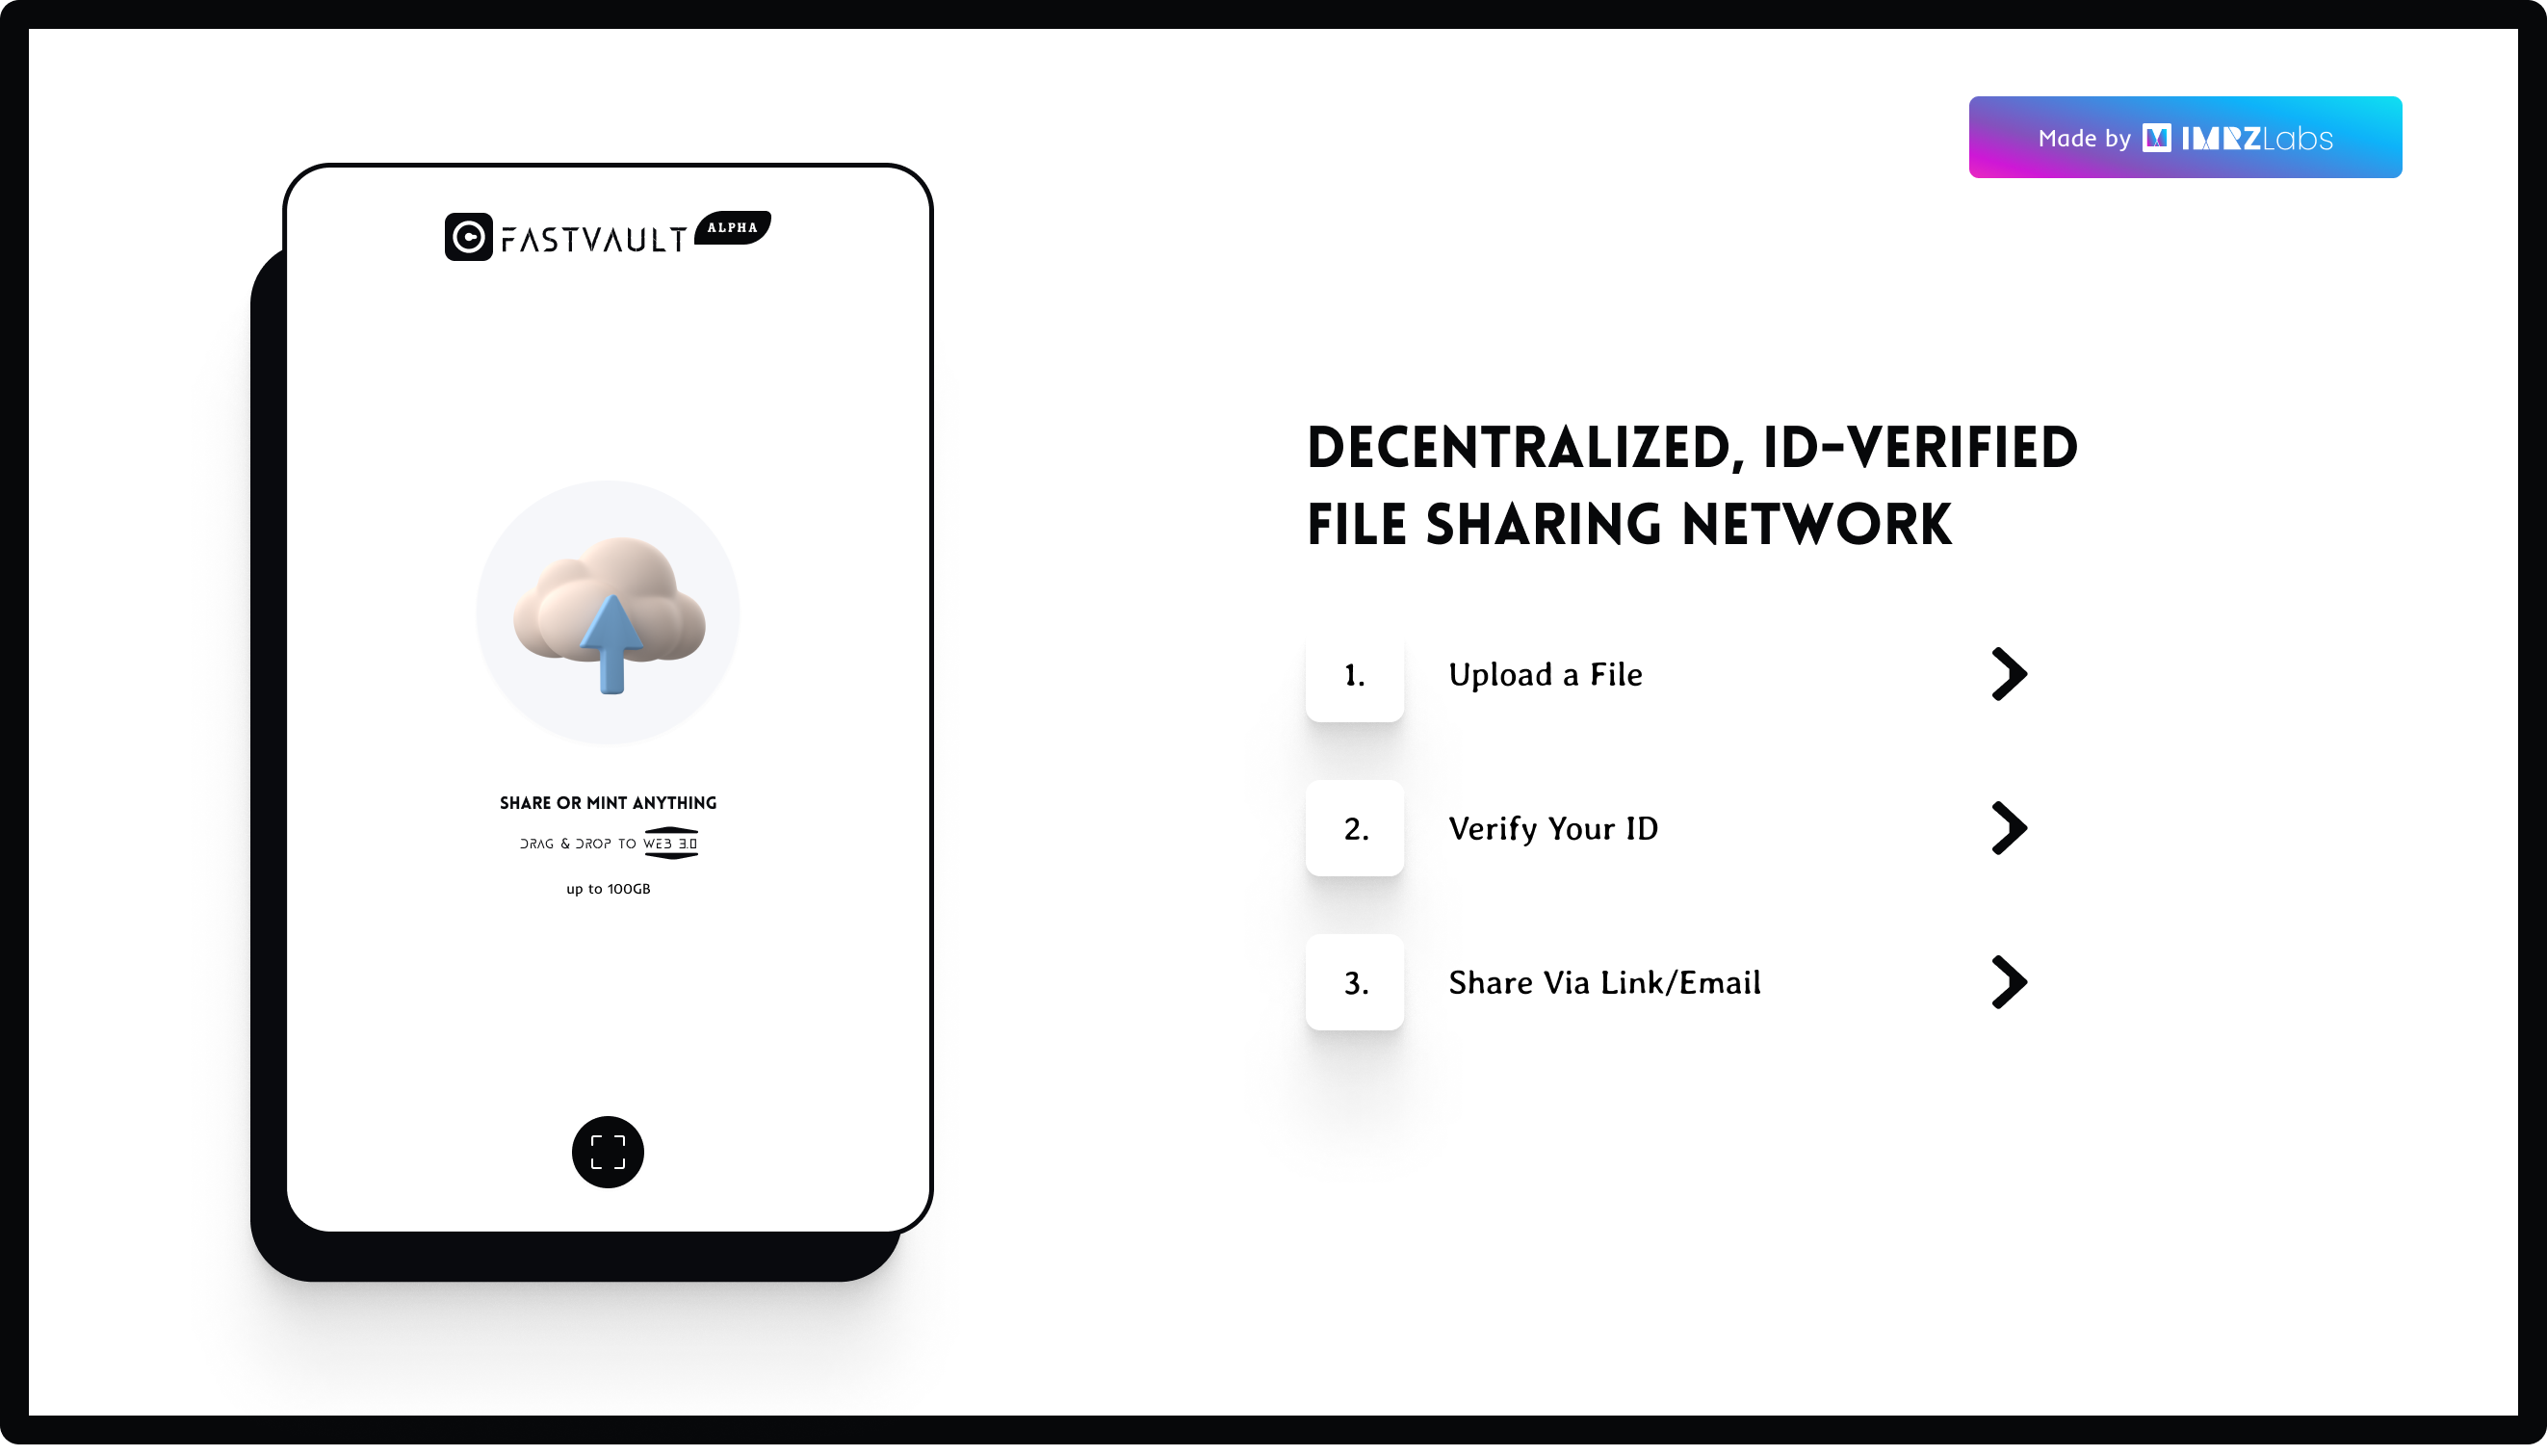 Made by IMRZLabs
FASTVAULT ALPHA
SHARE OR MINT ANYTHING
DRAG & DROP TO WEB 3.0
up to 100GB
DECENTRALIZED, ID-VERIFIED
FILE SHARING NETWORK
1. Upload a File
2. Verify Your ID
3. Share Via Link/Email